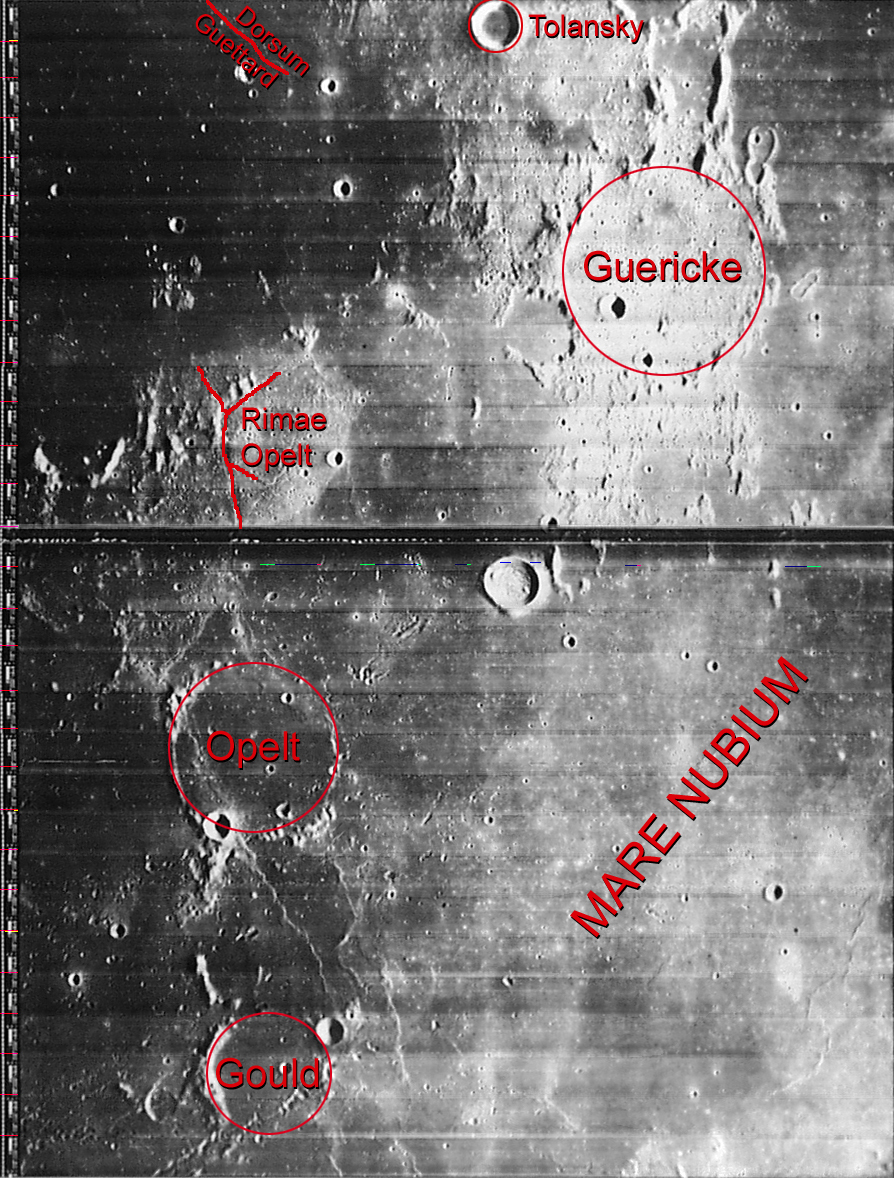 Dorsum
Guettard
Tolansky
Guericke
Rimae
Opelt
Opelt
MARE NUBIUM
Gould